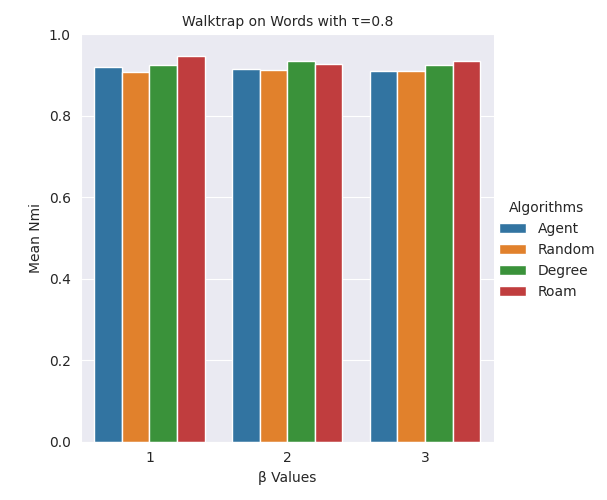 Walktrap on Words with τ=0.8
1.0
0.8
0.6
0.4
0.2
0.0
Mean Nmi
1 2 3
β Values
Algorithms
Agent
Random
Degree
Roam